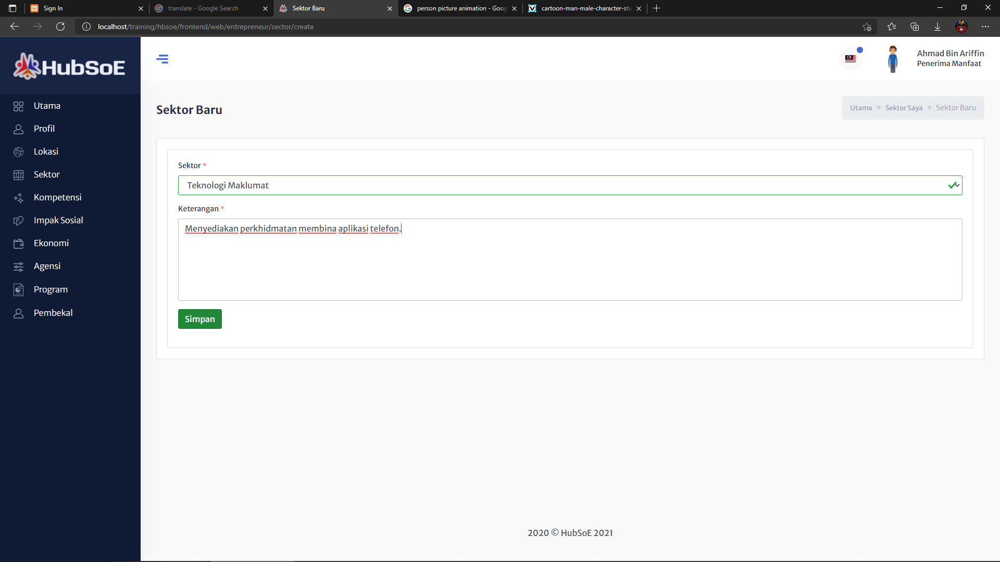 Sign In
translate - Google Search
Sektor Baru
person picture animation - Goog
cartoon-man-male-character-sta
localhost/training/hbsoe/frontend/web/entrepreneur/sector/create
HubSoE
Ahmad Bin Ariffin
Penerima Manfaat
Utama
Profil
Lokasi
Sektor
Kompetensi
Impak Sosial
Ekonomi
Agensi
Program
Pembekal
Sektor Baru
Utama > Sektor Saya > Sektor Baru
Sektor *
Teknologi Maklumat
Keterangan *
Menyediakan perkhidmatan membina aplikasi telefon.
Simpan
2020 © HubSoE 2021